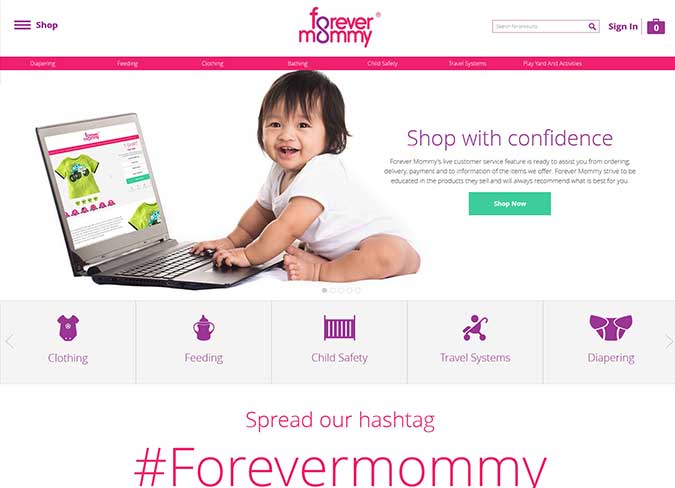 Shop
forever
mommy
®
Search for products
Sign In
0
Diapering
Feeding
Clothing
Bathing
Child Safety
Travel Systems
Play Yard And Activities
forever
mommy
T-SHIRT
Shop with confidence
Forever Mommy's live customer service feature is ready to assist you from ordering,
delivery, payment and to information of the items we offer. Forever Mommy strive to be
educated in the products they sell and will always recommend what is best for you
Shop Now
Clothing
Feeding
Child Safety
Travel Systems
Diapering
Spread our hashtag
#Forevermommy